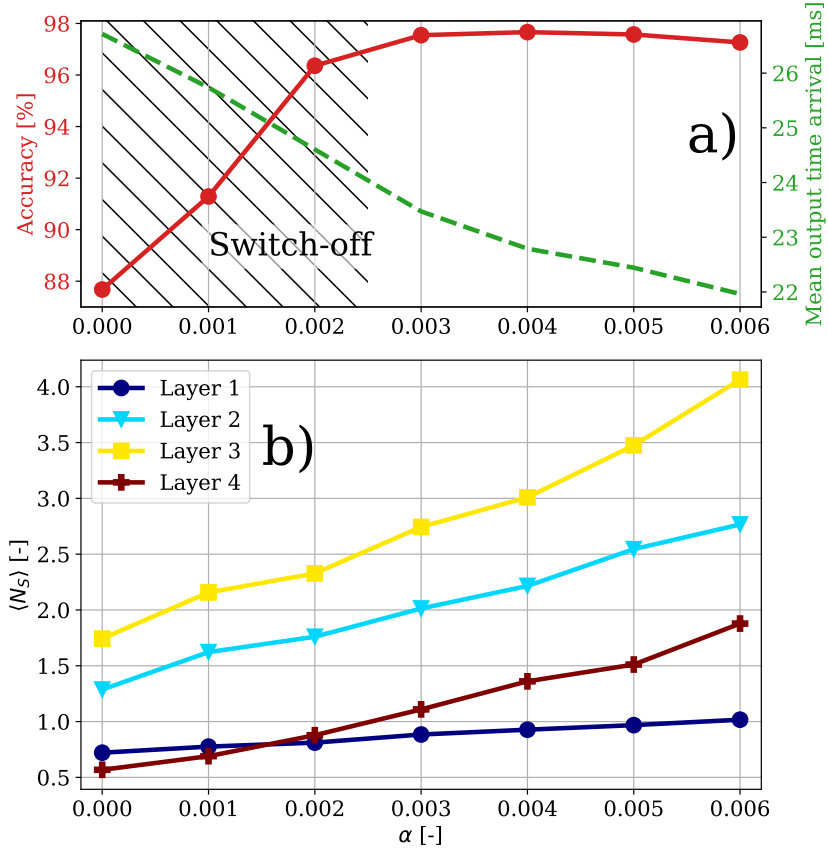 98
96
94
92
90
88
Accuracy [%]
26
25
24
23
22
Mean output time arrival [ms]
a)
Switch-off
0.000 0.001 0.002 0.003 0.004 0.005 0.006
Layer 1
Layer 2
Layer 3
Layer 4
b)
4.0
3.5
3.0
2.5
2.0
1.5
1.0
0.5
⟨N_S⟩ [-]
0.000 0.001 0.002 0.003 0.004 0.005 0.006
α [-]